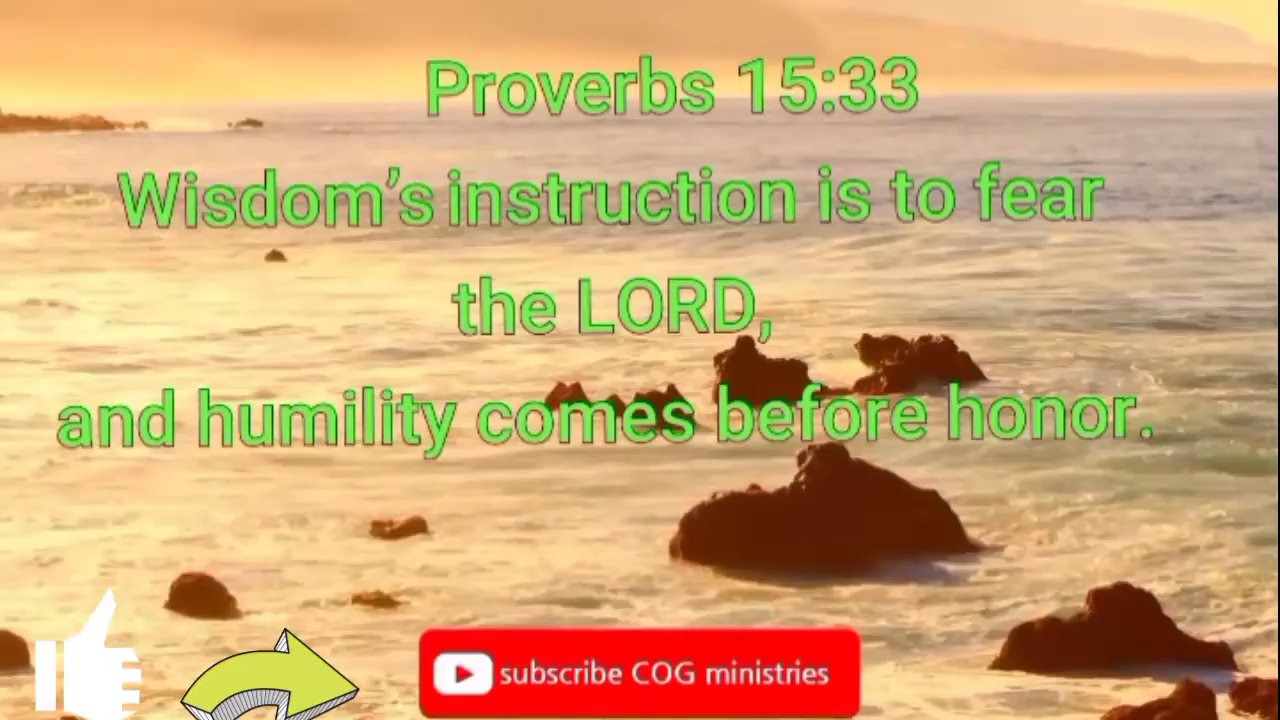 Proverbs 15:33
Wisdom’s instruction is to fear
the LORD,
and humility comes before honor.
subscribe COG ministries